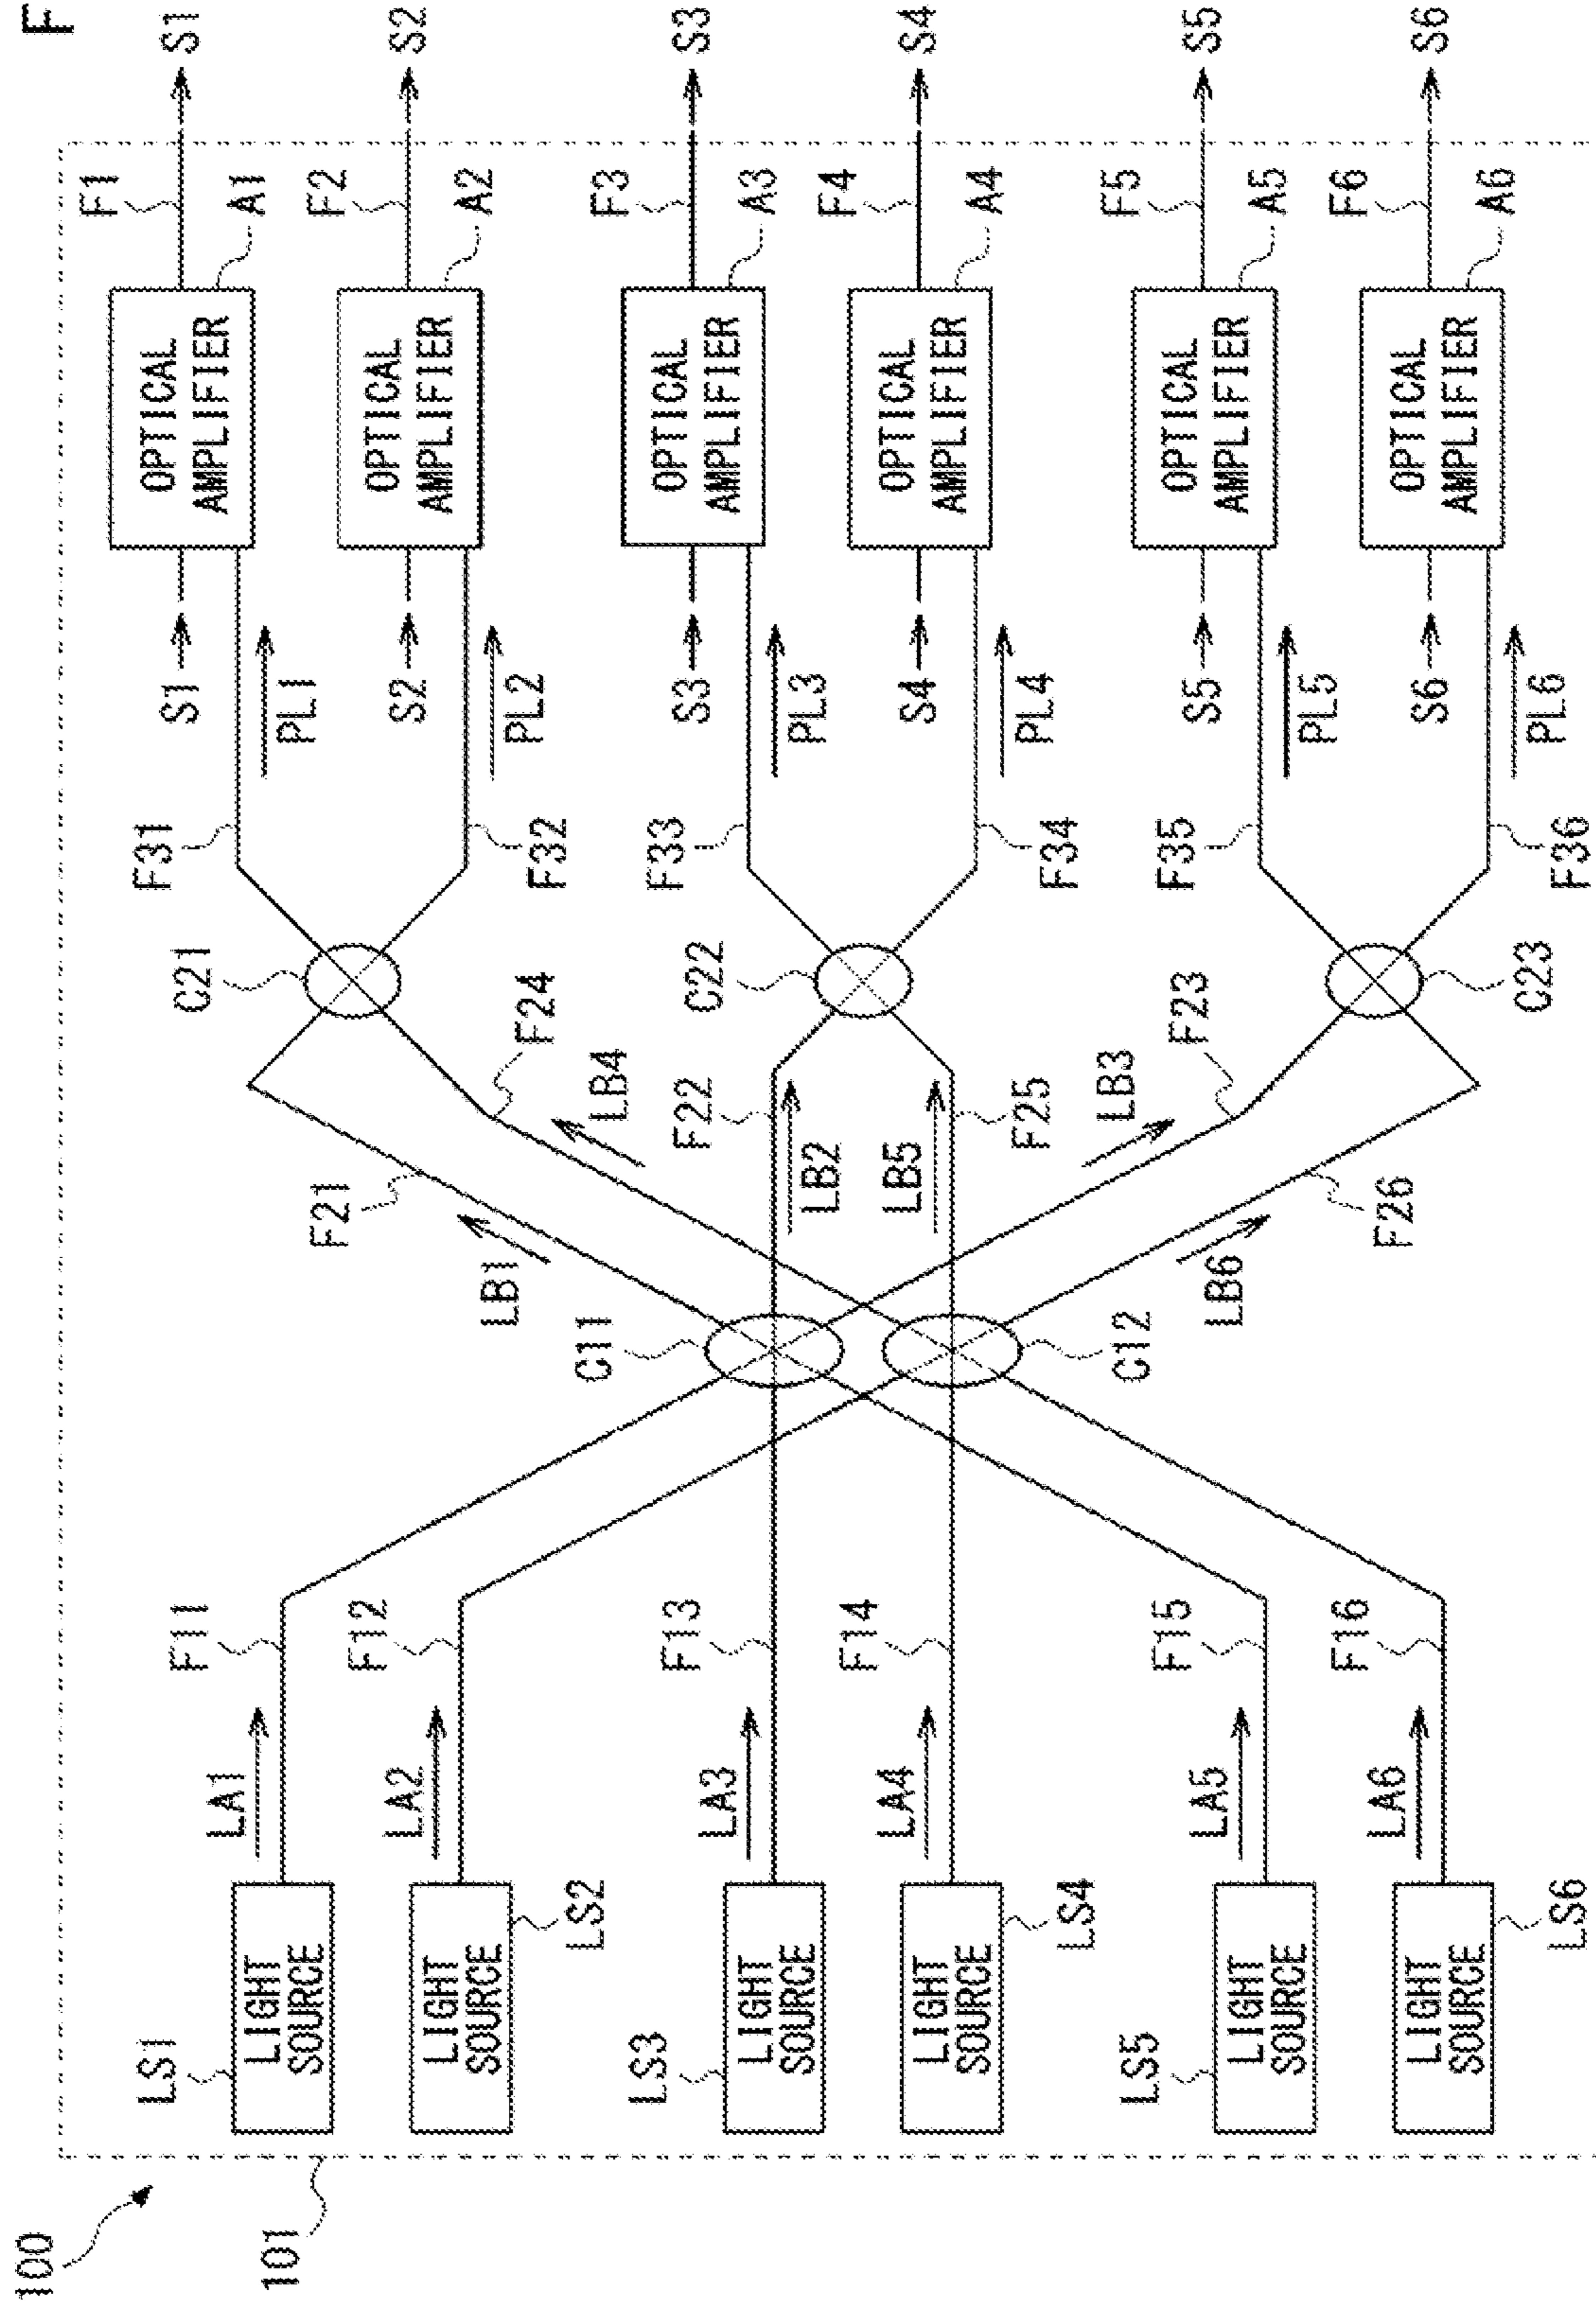 F
100
101
LS1
LIGHT
SOURCE
LA1
F11
LIGHT
SOURCE
LS2
LA2
F12
LS3
LIGHT
SOURCE
LA3
F13
LIGHT
SOURCE
LS4
LA4
F14
LS5
LIGHT
SOURCE
LA5
F15
LIGHT
SOURCE
LS6
LA6
F16
C11
C12
LB1
F21
LB4
F24
F22
LB2
LB5
F25
LB3
F23
LB6
F26
C21
C22
C23
F31
PL1
S1
OPTICAL
AMPLIFIER
A1
F1
S1
F32
PL2
S2
OPTICAL
AMPLIFIER
A2
F2
S2
F33
PL3
S3
OPTICAL
AMPLIFIER
A3
F3
S3
F34
PL4
S4
OPTICAL
AMPLIFIER
A4
F4
S4
F35
PL5
S5
OPTICAL
AMPLIFIER
A5
F5
S5
F36
PL6
S6
OPTICAL
AMPLIFIER
A6
F6
S6